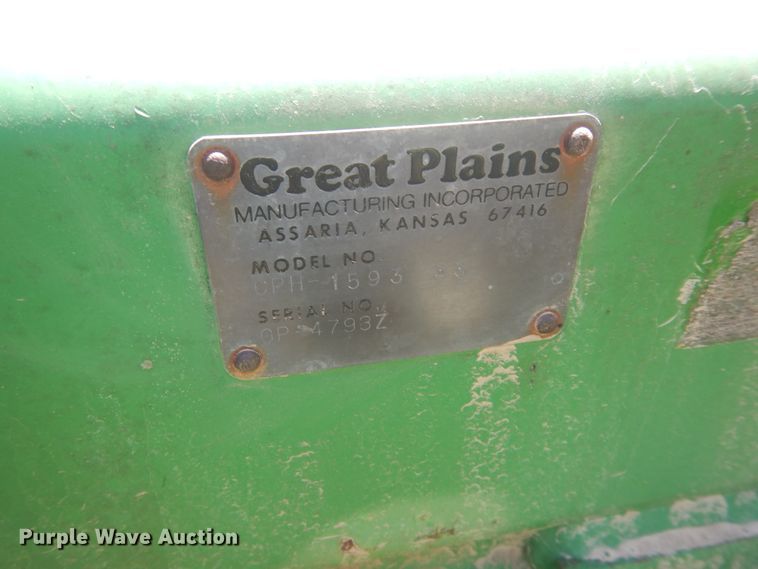 Great Plains
MANUFACTURING INCORPORATED
ASSARIA, KANSAS 67416
MODEL NO.
CPH-1593
SERIAL NO.
4793Z
Purple Wave Auction®